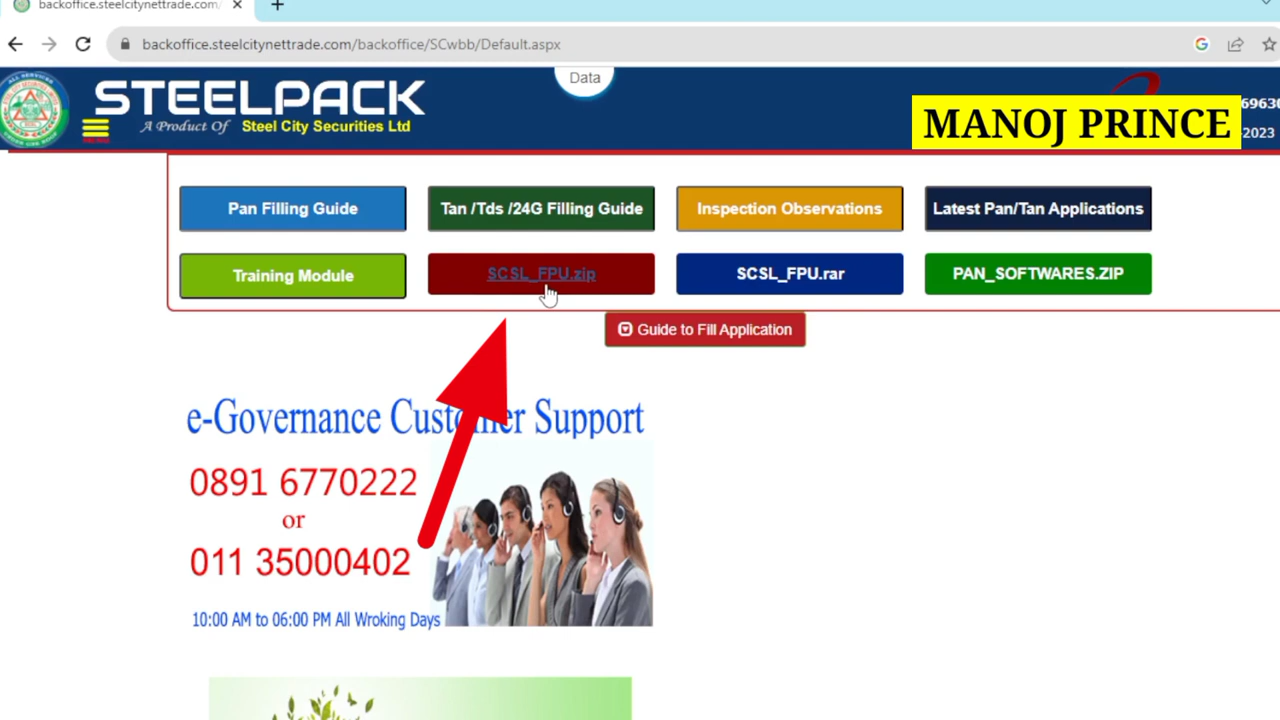 backoffice.steelcitynettrade.com/
backoffice.steelcitynettrade.com/backoffice/SCwbb/Default.aspx
Data
STEELPACK
A Product Of Steel City Securities Ltd
MANOJ PRINCE
69630
2023
Pan Filling Guide
Tan /Tds /24G Filling Guide
Inspection Observations
Latest Pan/Tan Applications
Training Module
SCSL_FPU.zip
SCSL_FPU.rar
PAN_SOFTWARES.ZIP
Guide to Fill Application
e-Governance Customer Support
0891 6770222
or
011 35000402
10:00 AM to 06:00 PM All Wroking Days